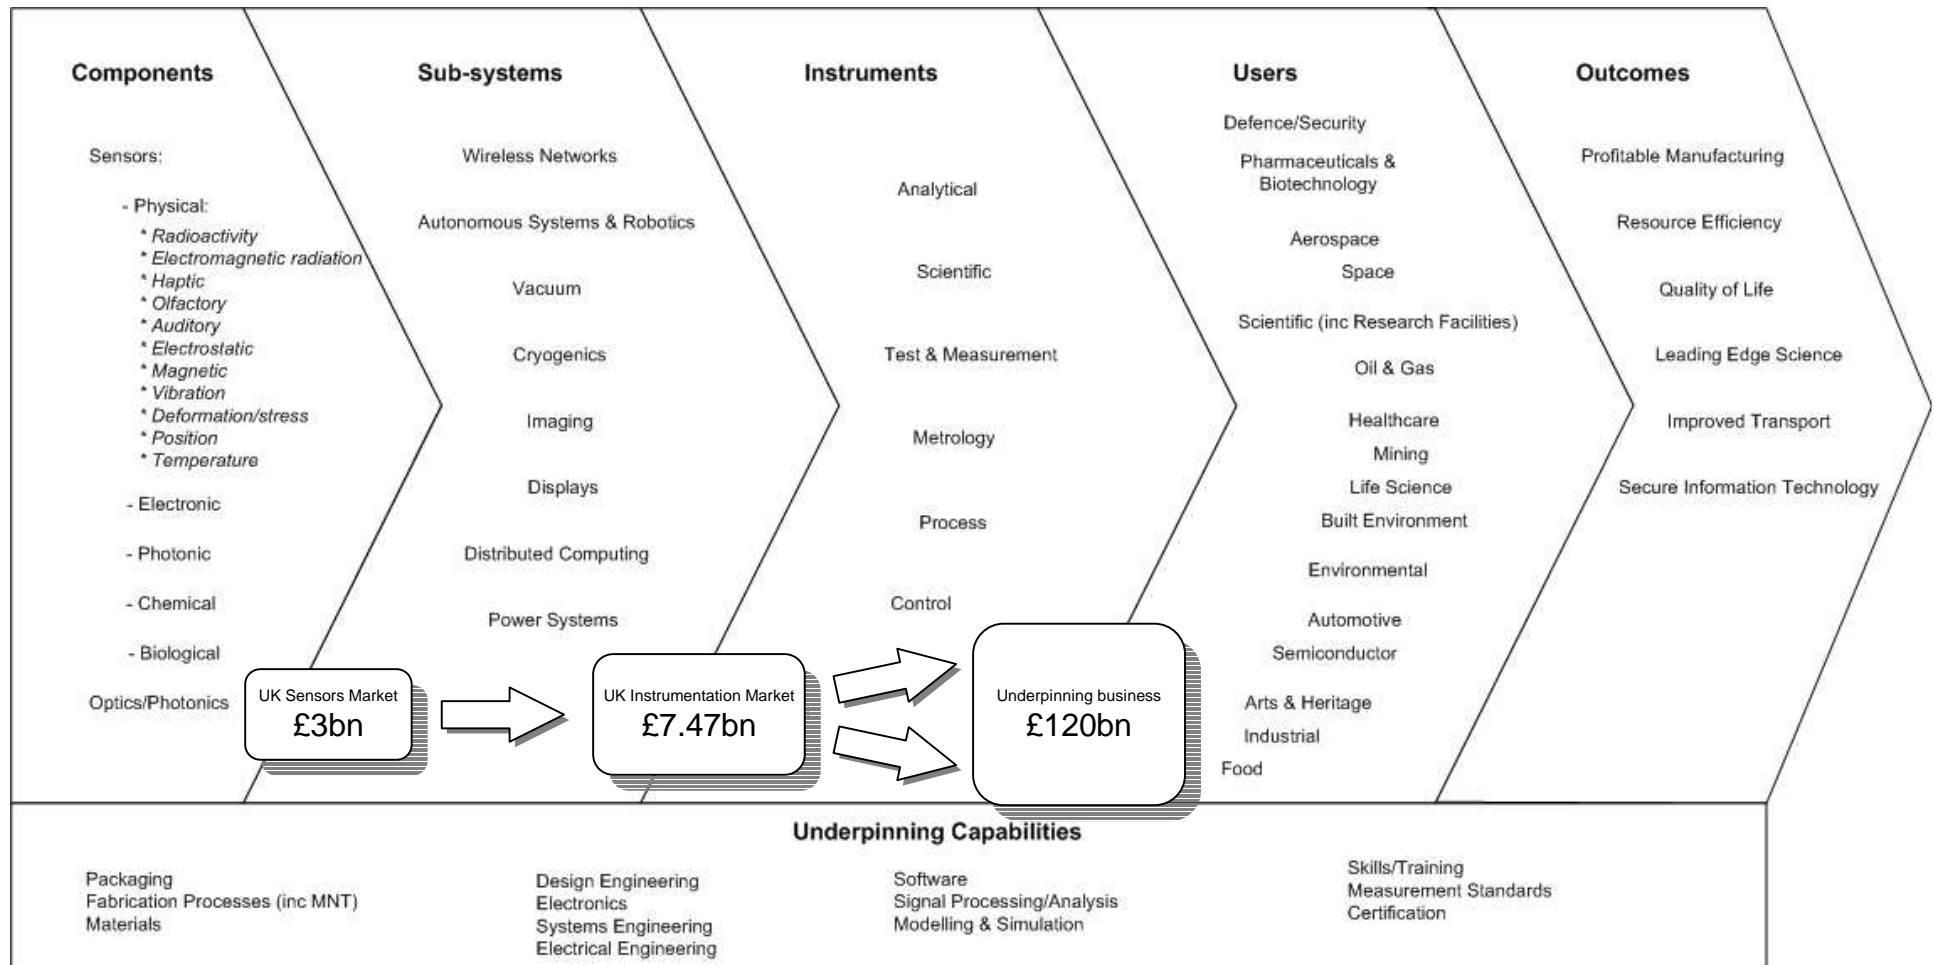 Components
Sensors:
- Physical:
* Radioactivity
* Electromagnetic radiation
* Haptic
* Olfactory
* Auditory
* Electrostatic
* Magnetic
* Vibration
* Deformation/stress
* Position
* Temperature
- Electronic
- Photonic
- Chemical
- Biological
Optics/Photonics
UK Sensors Market
£3bn
Sub-systems
Wireless Networks
Autonomous Systems & Robotics
Vacuum
Cryogenics
Imaging
Displays
Distributed Computing
Power Systems
UK Instrumentation Market
£7.47bn
Instruments
Analytical
Scientific
Test & Measurement
Metrology
Process
Control
Underpinning business
£120bn
Users
Defence/Security
Pharmaceuticals &
Biotechnology
Aerospace
Space
Scientific (inc Research Facilities)
Oil & Gas
Healthcare
Mining
Life Science
Built Environment
Environmental
Automotive
Semiconductor
Arts & Heritage
Industrial
Food
Outcomes
Profitable Manufacturing
Resource Efficiency
Quality of Life
Leading Edge Science
Improved Transport
Secure Information Technology
Underpinning Capabilities
Packaging
Fabrication Processes (inc MNT)
Materials
Design Engineering
Electronics
Systems Engineering
Electrical Engineering
Software
Signal Processing/Analysis
Modelling & Simulation
Skills/Training
Measurement Standards
Certification